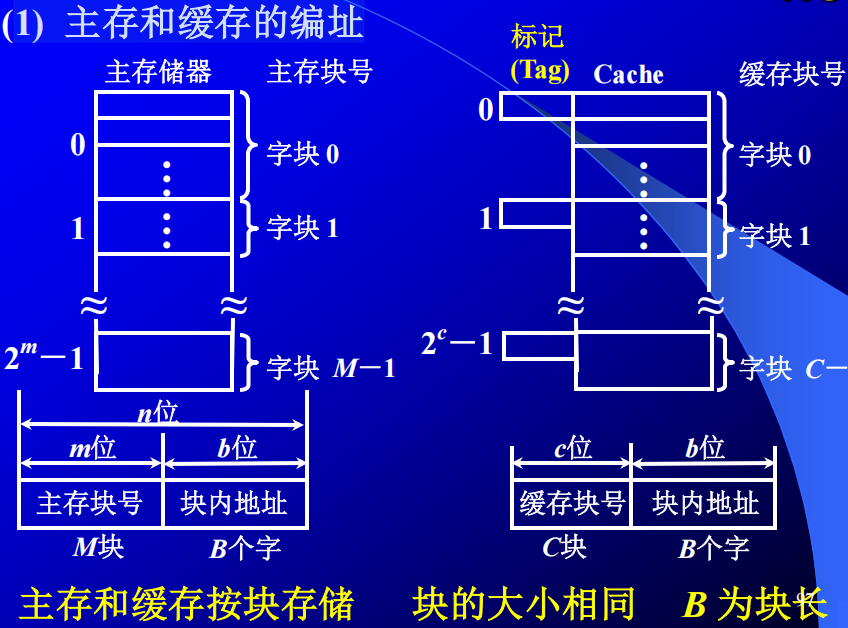 (1) 主存和缓存的编址
主存储器 主存块号
0 字块 0
1 字块 1
2^m－1 字块 M－1
n位
m位 b位
主存块号 块内地址
M块 B个字
标记
(Tag) Cache 缓存块号
0 字块 0
1 字块 1
2^c－1 字块 C－
c位 b位
缓存块号 块内地址
C块 B个字
主存和缓存按块存储 块的大小相同 B 为块长